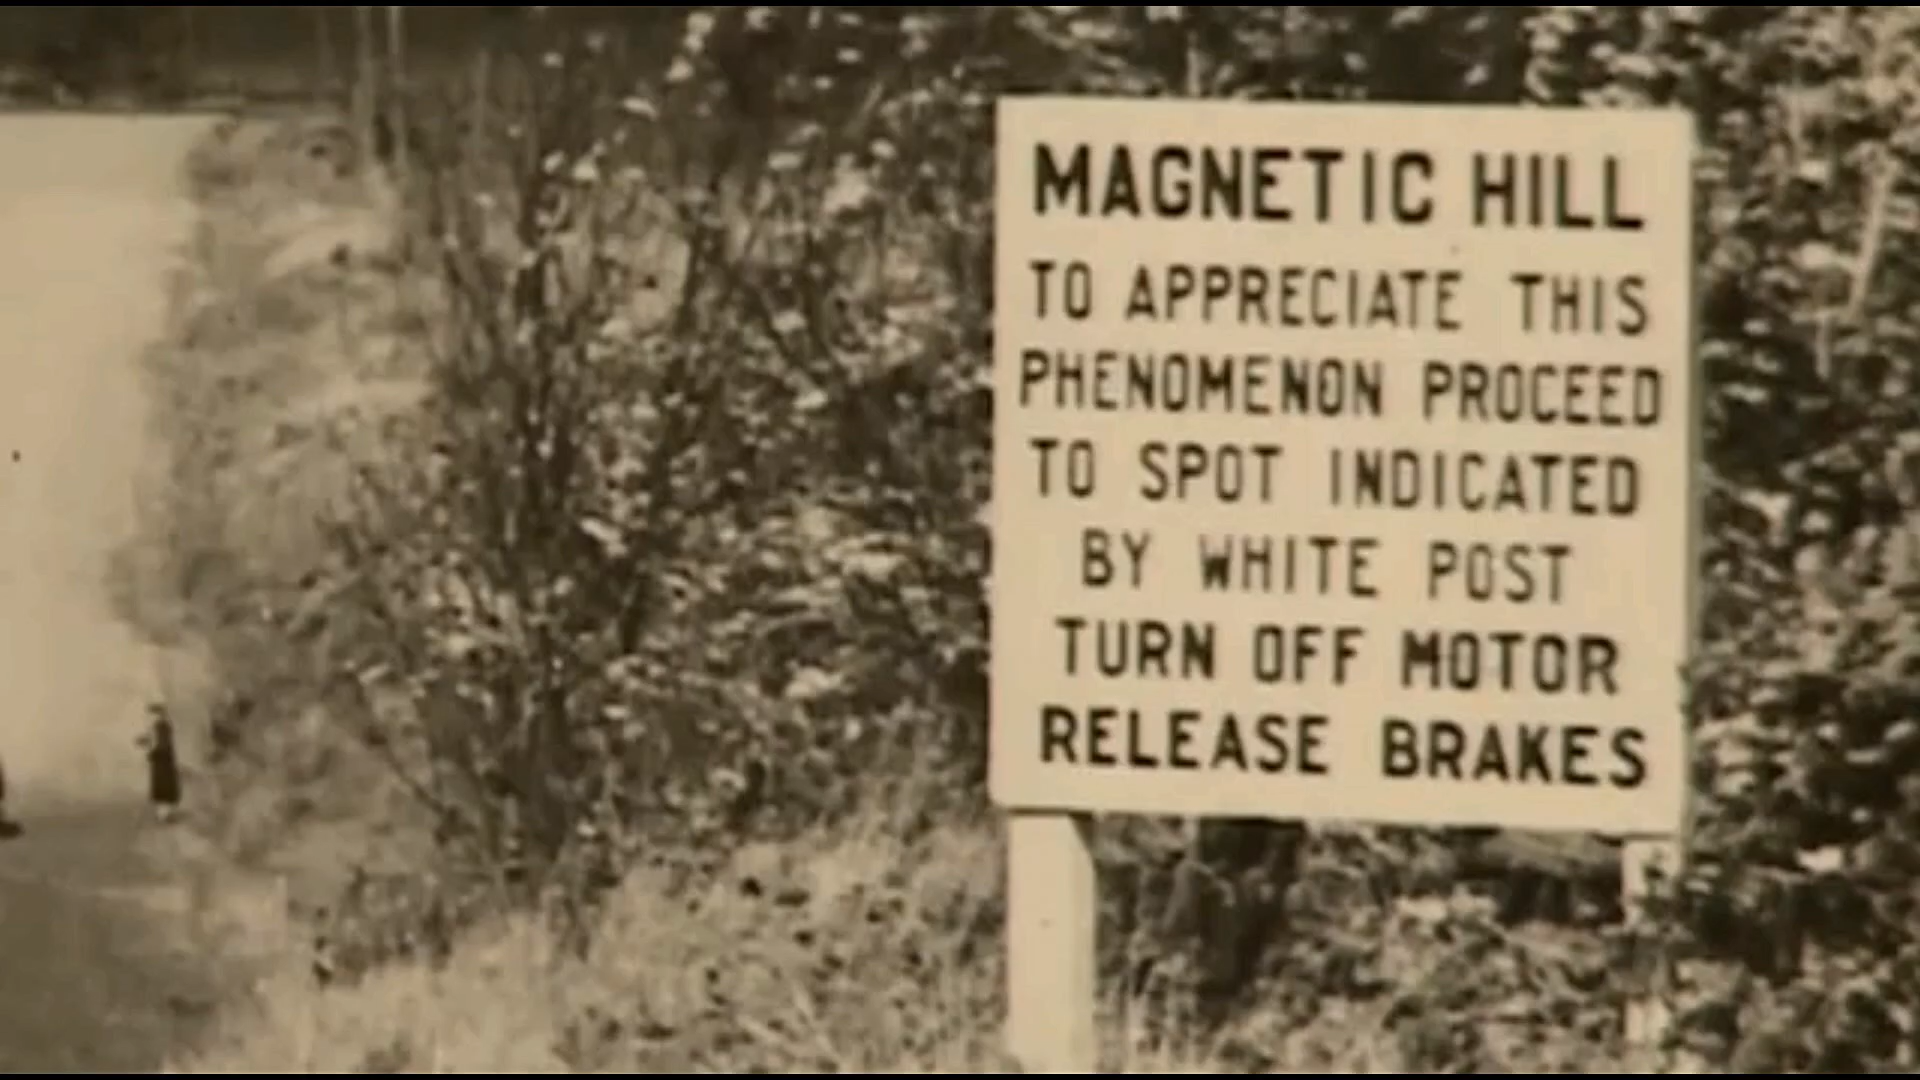 MAGNETIC HILL
TO APPRECIATE THIS
PHENOMENON PROCEED
TO SPOT INDICATED
BY WHITE POST
TURN OFF MOTOR
RELEASE BRAKES